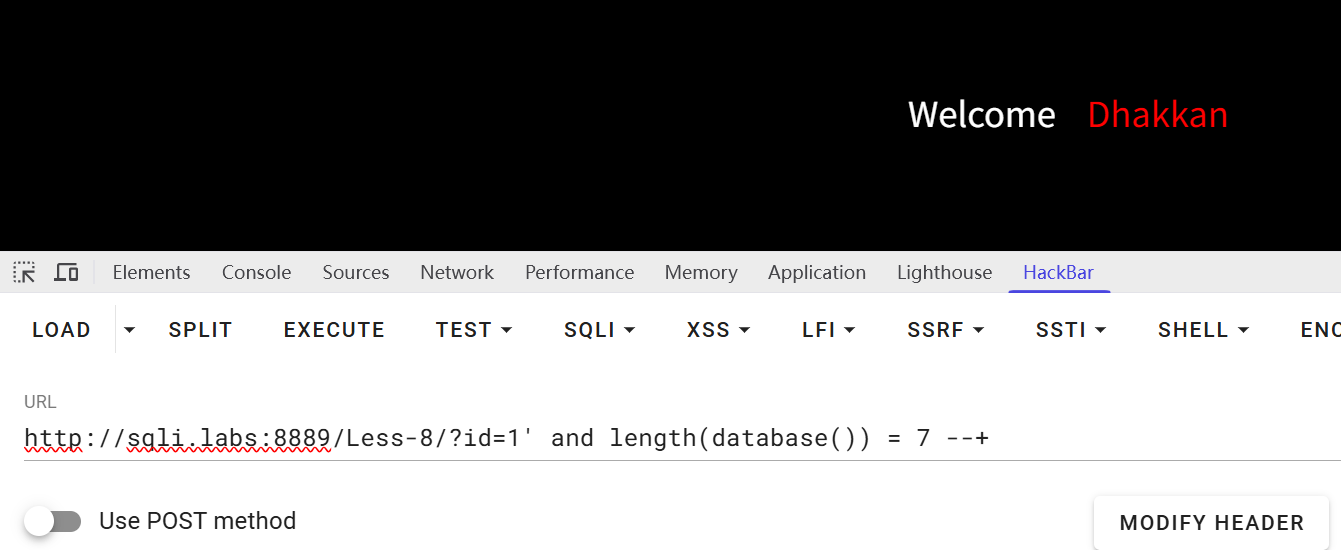 Welcome Dhakkan
Elements Console Sources Network Performance Memory Application Lighthouse HackBar
LOAD SPLIT EXECUTE TEST SQLI XSS LFI SSRF SSTI SHELL ENC
URL
http://sqli.labs:8889/Less-8/?id=1' and length(database()) = 7 --+
Use POST method MODIFY HEADER